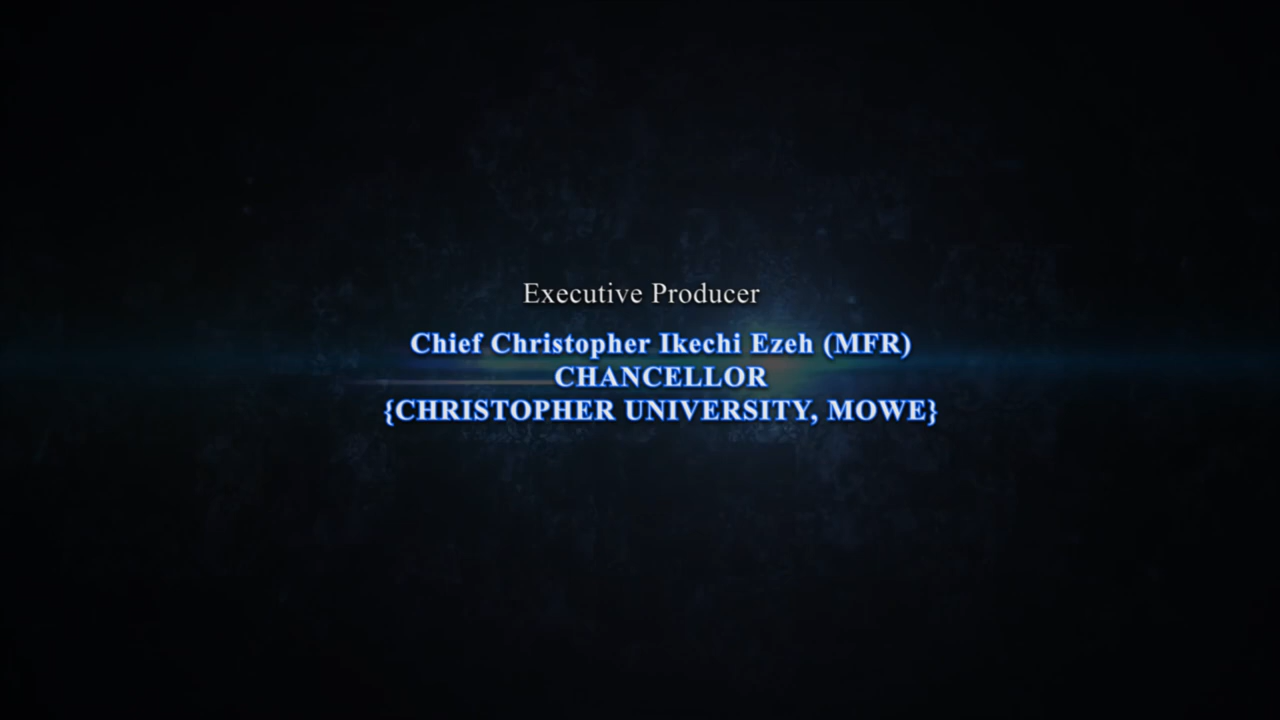 Executive Producer
Chief Christopher Ikechi Ezeh (MFR)
CHANCELLOR
{CHRISTOPHER UNIVERSITY, MOWE}